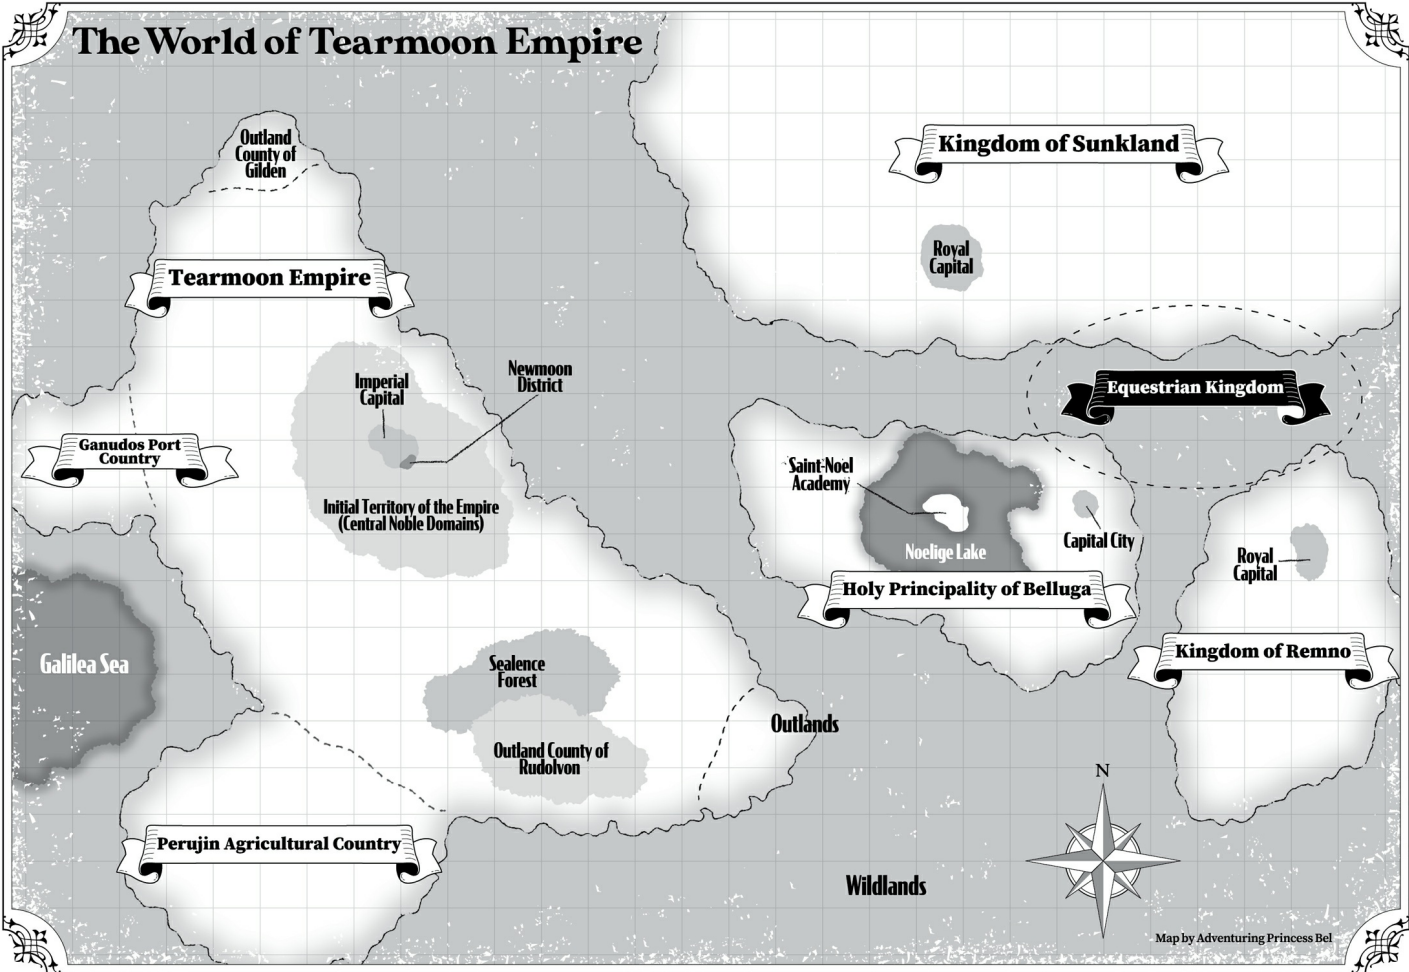 The World of Tearmoon Empire
Outland
County of
Gilden
Kingdom of Sunkland
Royal
Capital
Tearmoon Empire
Newmoon
District
Imperial
Capital
Equestrian Kingdom
Ganudos Port
Country
Saint-Noel
Academy
Initial Territory of the Empire
(Central Noble Domains)
Noelige Lake
Capital City
Royal
Capital
Holy Principality of Belluga
Galilea Sea
Sealence
Forest
Kingdom of Remno
Outlands
Outland County of
Rudolvon
N
Perujin Agricultural Country
Wildlands
Map by Adventuring Princess Bel